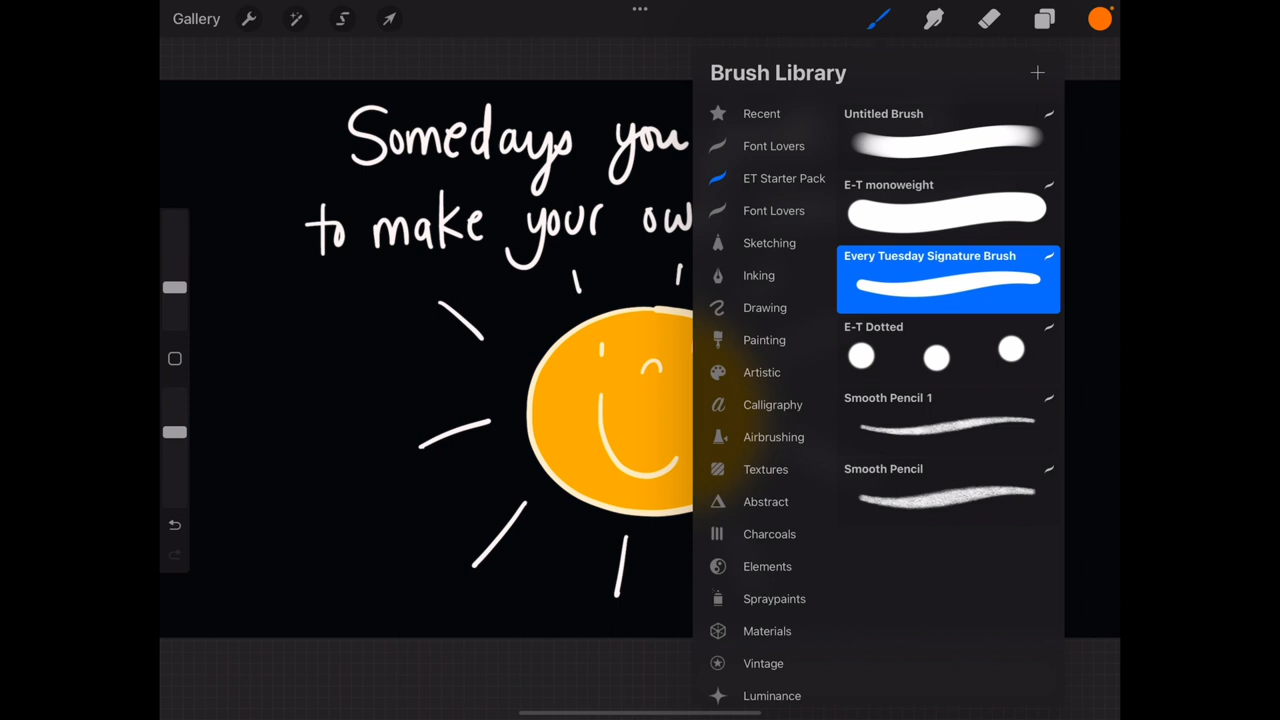 Gallery
Brush Library
Recent
Font Lovers
ET Starter Pack
Font Lovers
Sketching
Inking
Drawing
Painting
Artistic
Calligraphy
Airbrushing
Textures
Abstract
Charcoals
Elements
Spraypaints
Materials
Vintage
Luminance
Untitled Brush
E-T monoweight
Every Tuesday Signature Brush
E-T Dotted
Smooth Pencil 1
Smooth Pencil
Somedays you
to make your ow